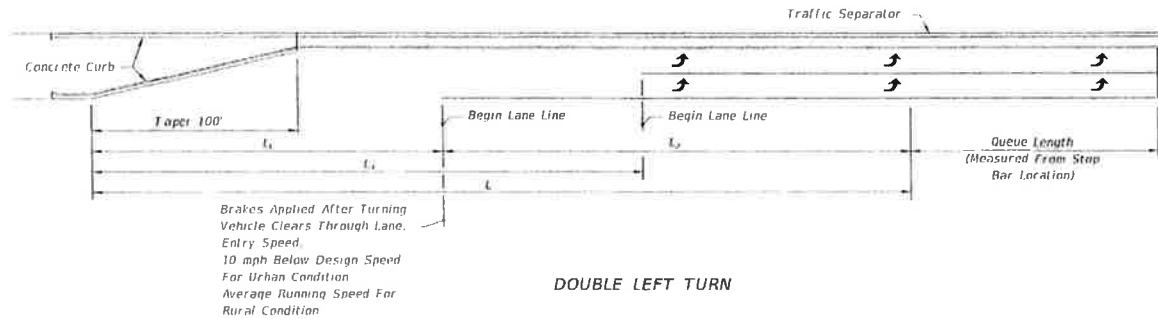 Traffic Separator
Concrete Curb
Taper 100'
Begin Lane Line
Begin Lane Line
L₁
L₂
Queue Length
(Measured From Stop
Bar Location)
L
Brakes Applied After Turning
Vehicle Clears Through Lane.
Entry Speed,
10 mph Below Design Speed
For Urban Condition
Average Running Speed For
Rural Condition
DOUBLE LEFT TURN